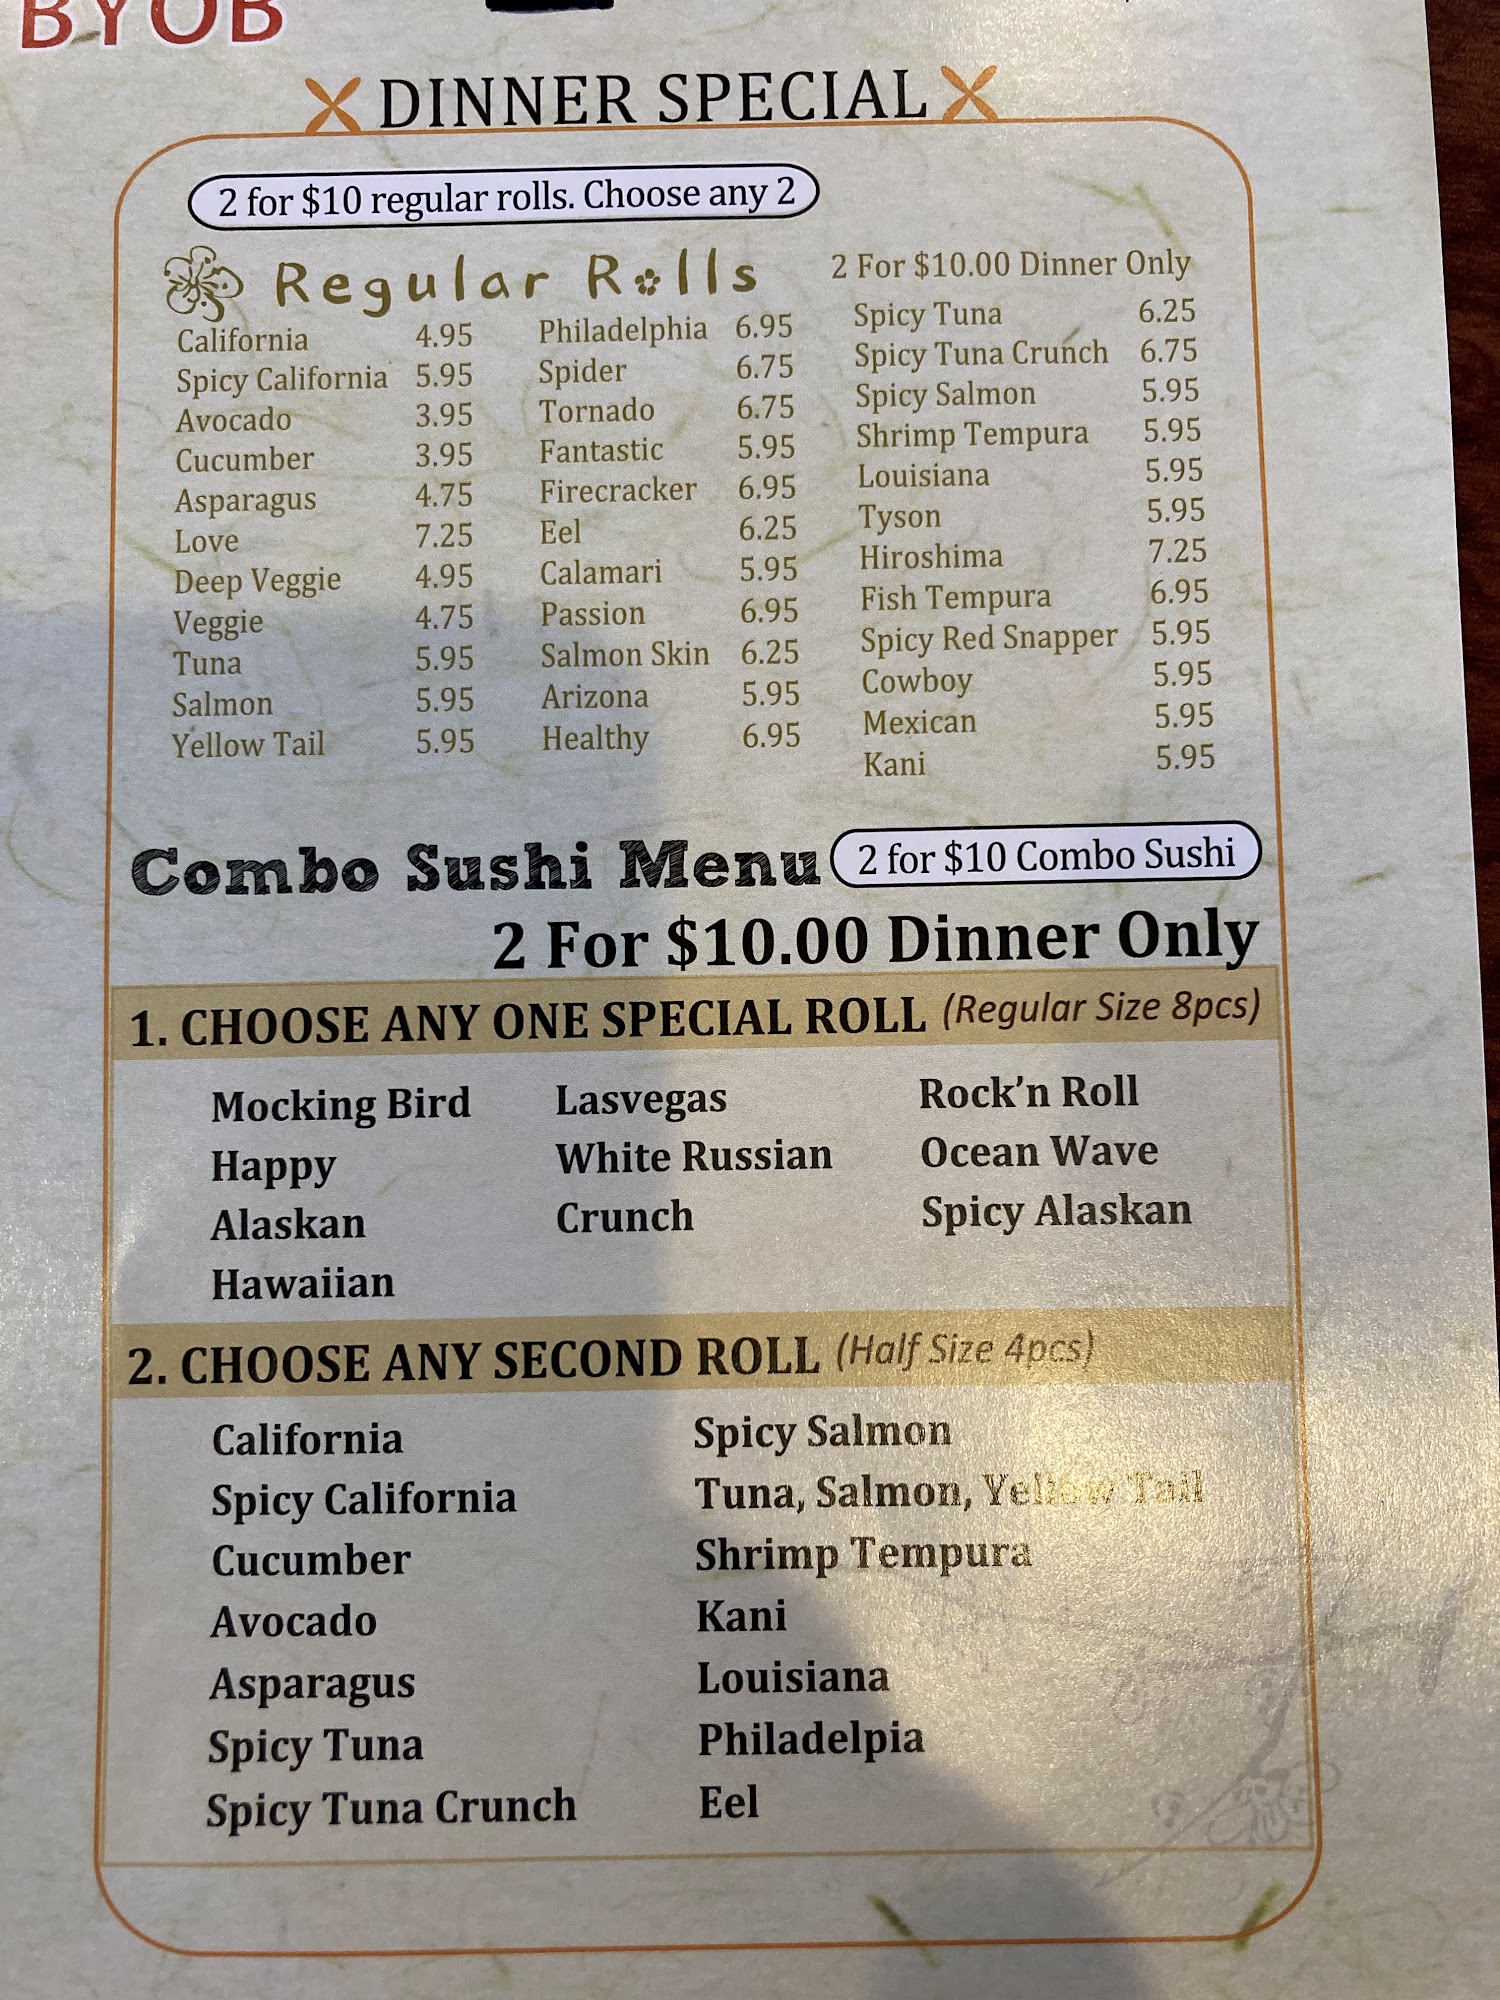 BYOB
DINNER SPECIAL
2 for $10 regular rolls. Choose any 2
Regular Rolls
California 4.95
Spicy California 5.95
Avocado 3.95
Cucumber 3.95
Asparagus 4.75
Love 7.25
Deep Veggie 4.95
Veggie 4.75
Tuna 5.95
Salmon 5.95
Yellow Tail 5.95
Philadelphia 6.95
Spider 6.75
Tornado 6.75
Fantastic 5.95
Firecracker 6.95
Eel 6.25
Calamari 5.95
Passion 6.95
Salmon Skin 6.25
Arizona 5.95
Healthy 6.95
2 For $10.00 Dinner Only
Spicy Tuna 6.25
Spicy Tuna Crunch 6.75
Spicy Salmon 5.95
Shrimp Tempura 5.95
Louisiana 5.95
Tyson 5.95
Hiroshima 7.25
Fish Tempura 6.95
Spicy Red Snapper 5.95
Cowboy 5.95
Mexican 5.95
Kani 5.95
Combo Sushi Menu
2 for $10 Combo Sushi
2 For $10.00 Dinner Only
1. CHOOSE ANY ONE SPECIAL ROLL (Regular Size 8pcs)
Mocking Bird
Happy
Alaskan
Hawaiian
Lasvegas
White Russian
Crunch
Rock'n Roll
Ocean Wave
Spicy Alaskan
2. CHOOSE ANY SECOND ROLL (Half Size 4pcs)
California
Spicy California
Cucumber
Avocado
Asparagus
Spicy Tuna
Spicy Tuna Crunch
Spicy Salmon
Tuna, Salmon, Yellow Tail
Shrimp Tempura
Kani
Louisiana
Philadelpia
Eel